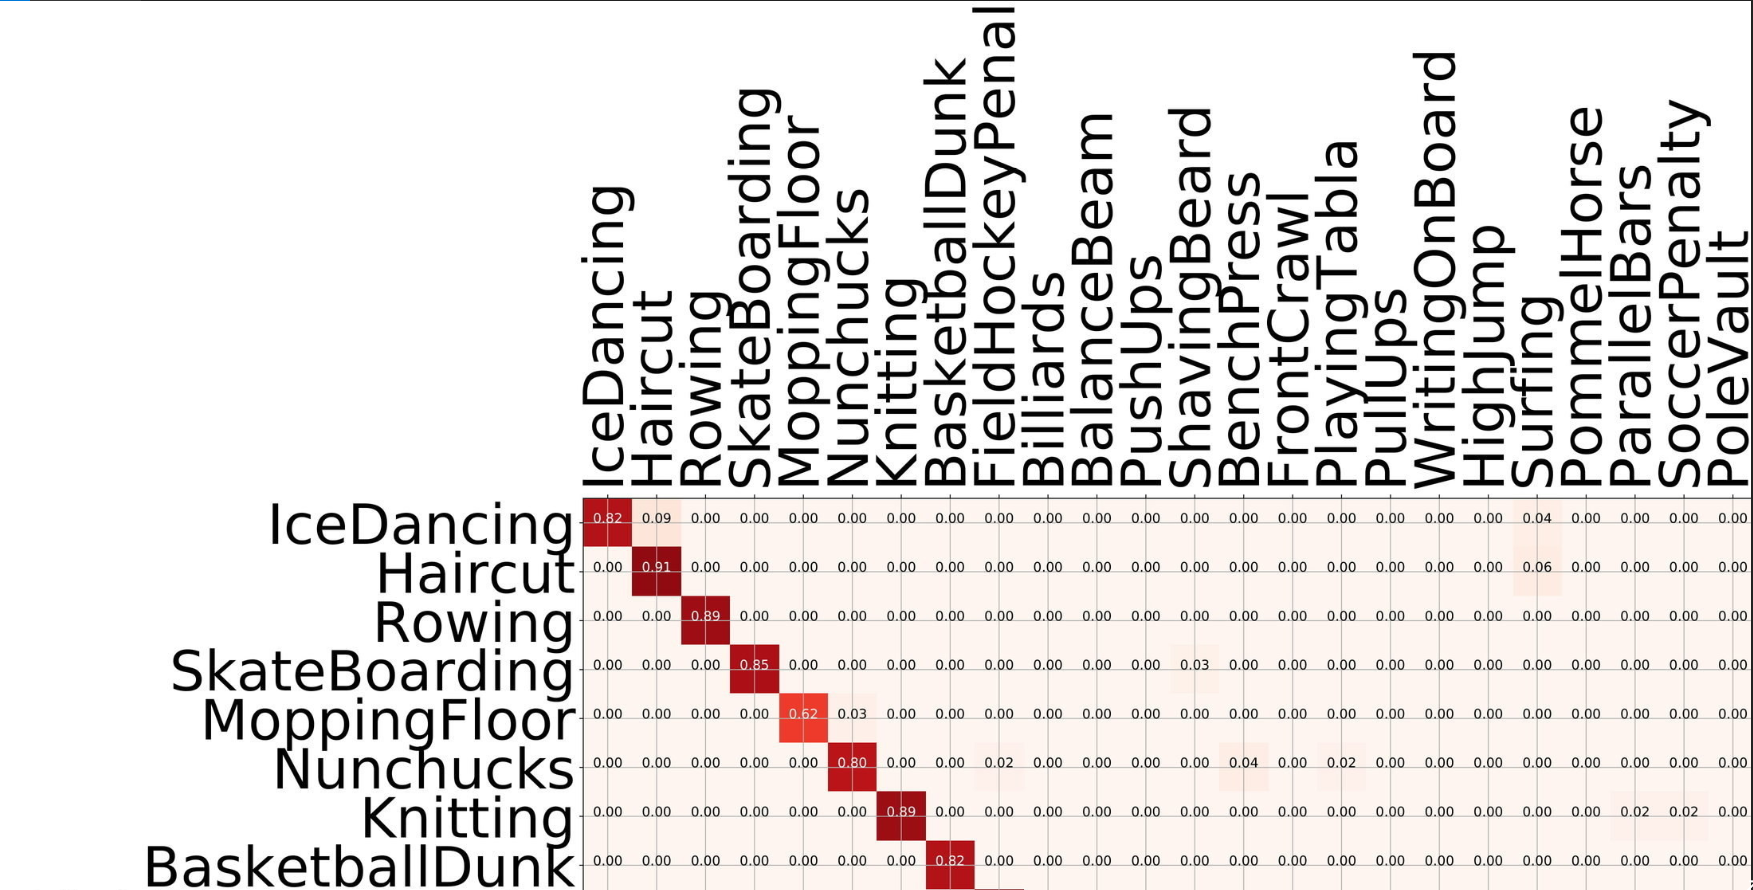 IceDancing Haircut Rowing SkateBoarding MoppingFloor Nunchucks Knitting BasketballDunk FieldHockeyPenal Billiards BalanceBeam PushUps ShavingBeard BenchPress FrontCrawl PlayingTabla PullUps WritingOnBoard HighJump Surfing PommelHorse ParallelBars SoccerPenalty PoleVault
IceDancing 0.82 0.09 0.00 0.00 0.00 0.00 0.00 0.00 0.00 0.00 0.00 0.00 0.00 0.00 0.00 0.00 0.00 0.00 0.00 0.04 0.00 0.00 0.00 0.00
Haircut 0.00 0.91 0.00 0.00 0.00 0.00 0.00 0.00 0.00 0.00 0.00 0.00 0.00 0.00 0.00 0.00 0.00 0.00 0.00 0.06 0.00 0.00 0.00 0.00
Rowing 0.00 0.00 0.89 0.00 0.00 0.00 0.00 0.00 0.00 0.00 0.00 0.00 0.00 0.00 0.00 0.00 0.00 0.00 0.00 0.00 0.00 0.00 0.00 0.00
SkateBoarding 0.00 0.00 0.00 0.85 0.00 0.00 0.00 0.00 0.00 0.00 0.00 0.00 0.03 0.00 0.00 0.00 0.00 0.00 0.00 0.00 0.00 0.00 0.00 0.00
MoppingFloor 0.00 0.00 0.00 0.00 0.62 0.03 0.00 0.00 0.00 0.00 0.00 0.00 0.00 0.00 0.00 0.00 0.00 0.00 0.00 0.00 0.00 0.00 0.00 0.00
Nunchucks 0.00 0.00 0.00 0.00 0.00 0.80 0.00 0.00 0.02 0.00 0.00 0.00 0.00 0.04 0.00 0.02 0.00 0.00 0.00 0.00 0.00 0.00 0.00 0.00
Knitting 0.00 0.00 0.00 0.00 0.00 0.00 0.89 0.00 0.00 0.00 0.00 0.00 0.00 0.00 0.00 0.00 0.00 0.00 0.00 0.00 0.00 0.02 0.02 0.00
BasketballDunk 0.00 0.00 0.00 0.00 0.00 0.00 0.00 0.82 0.00 0.00 0.00 0.00 0.00 0.00 0.00 0.00 0.00 0.00 0.00 0.00 0.00 0.00 0.00 0.00